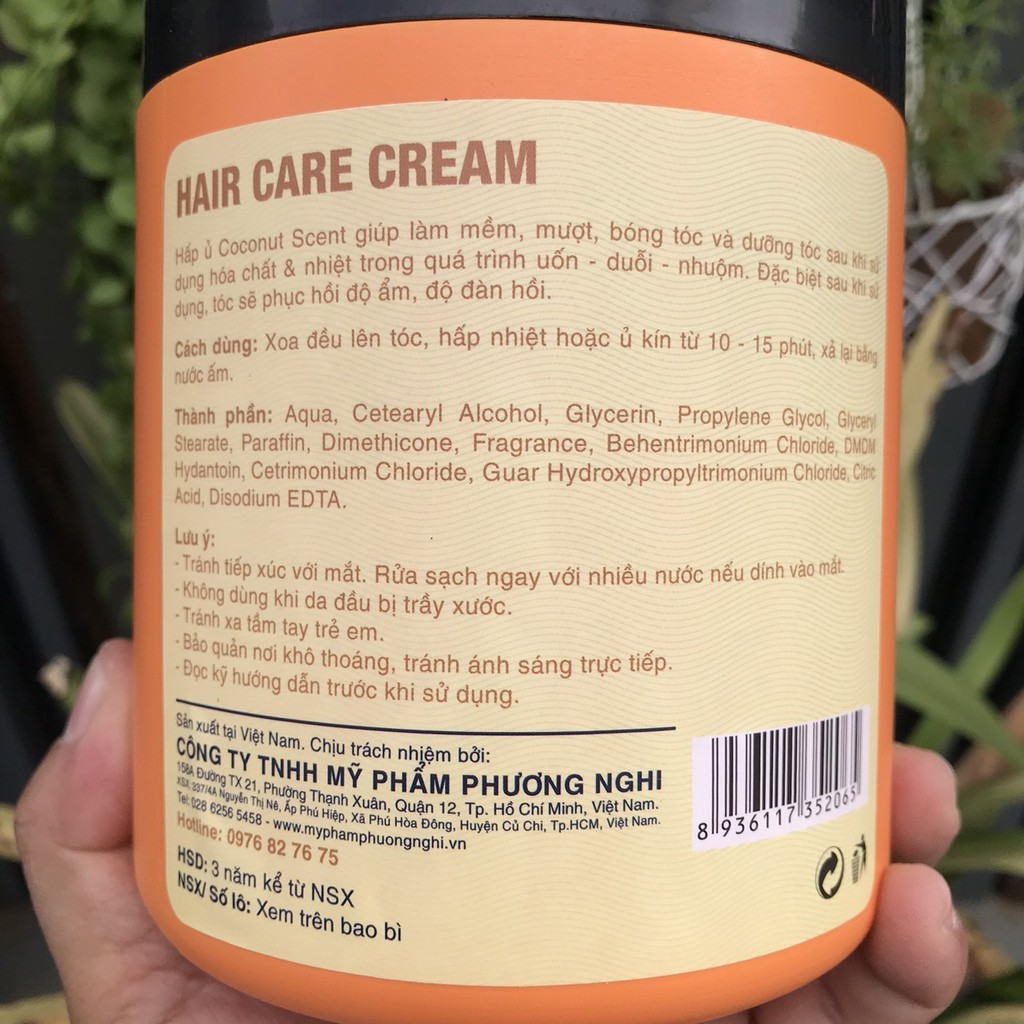 HAIR CARE CREAM
Hấp ủ Coconut Scent giúp làm mềm, mượt, bóng tóc và dưỡng tóc sau khi sử
dụng hóa chất & nhiệt trong quá trình uốn - duỗi - nhuộm. Đặc biệt sau khi sử
dụng, tóc sẽ phục hồi độ ẩm, độ đàn hồi.
Cách dùng: Xoa đều lên tóc, hấp nhiệt hoặc ủ kín từ 10 - 15 phút, xả lại bằng
nước ấm.
Thành phần: Aqua, Cetearyl Alcohol, Glycerin, Propylene Glycol, Glyceryl
Stearate, Paraffin, Dimethicone, Fragrance, Behentrimonium Chloride, DMDM
Hydantoin, Cetrimonium Chloride, Guar Hydroxypropyltrimonium Chloride, Citric
Acid, Disodium EDTA.
Lưu ý:
- Tránh tiếp xúc với mắt. Rửa sạch ngay với nhiều nước nếu dính vào mắt.
- Không dùng khi da đầu bị trầy xước.
- Tránh xa tầm tay trẻ em.
- Bảo quản nơi khô thoáng, tránh ánh sáng trực tiếp.
- Đọc kỹ hướng dẫn trước khi sử dụng.
Sản xuất tại Việt Nam. Chịu trách nhiệm bởi:
CÔNG TY TNHH MỸ PHẨM PHƯƠNG NGHI
158A Đường TX 21, Phường Thạnh Xuân, Quận 12, Tp. Hồ Chí Minh, Việt Nam.
XSX:337/4A Nguyễn Thị Nê, Ấp Phú Hiệp, Xã Phú Hòa Đông, Huyện Củ Chi, Tp.HCM, Việt Nam.
Tel: 028 6256 5458 - www.myphamphuongnghi.vn
Hotline: 0976 82 76 75
HSD: 3 năm kể từ NSX
NSX/ Số lô: Xem trên bao bì
8 936117 352065